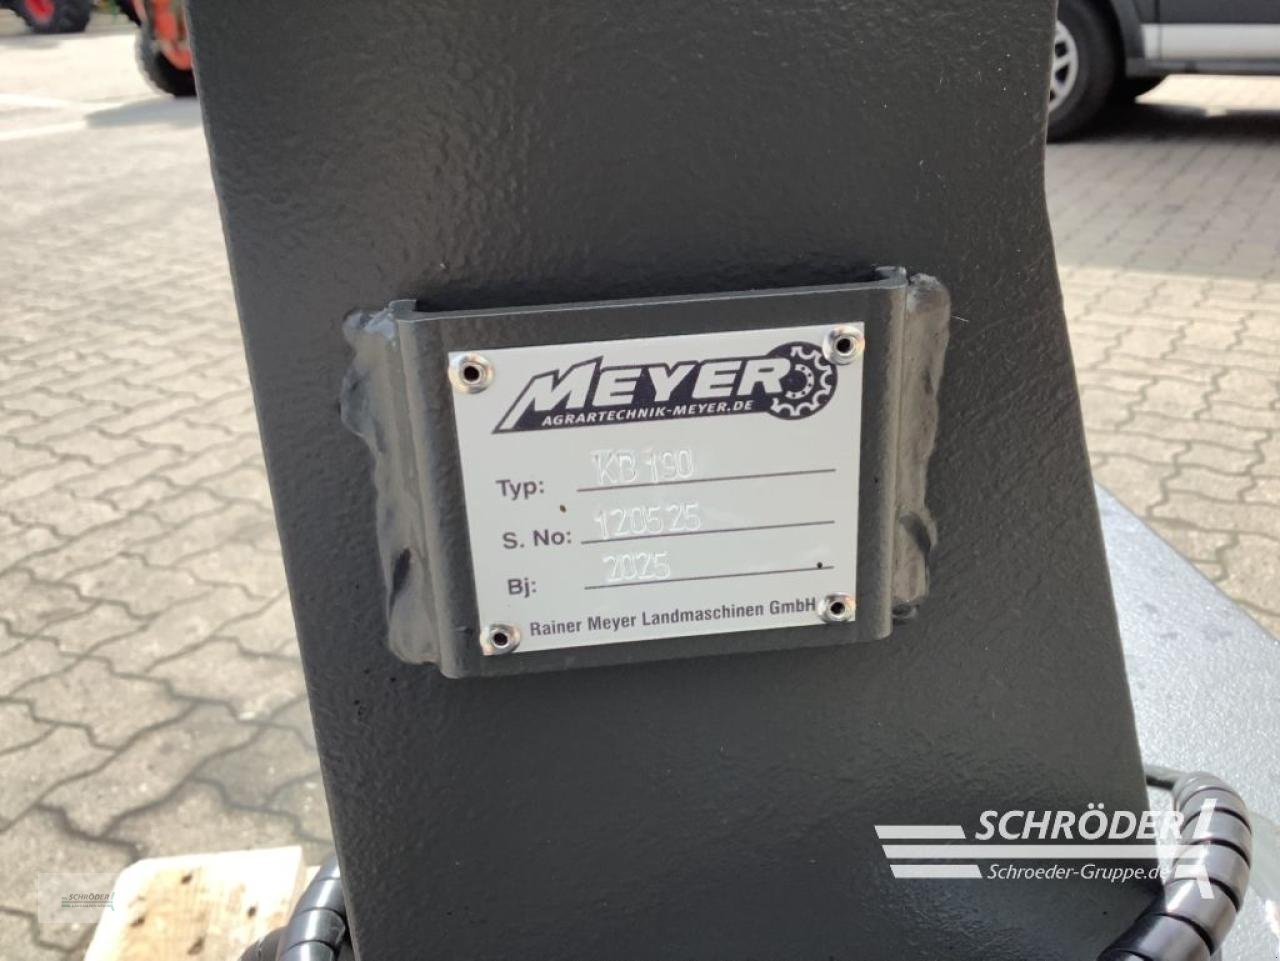 MEYER
AGRARTECHNIK-MEYER.DE
Typ: KB 190
S. No: 120525
Bj: 2025
Rainer Meyer Landmaschinen GmbH
SCHRÖDER
Schroeder-Gruppe.de
SCHRÖDER